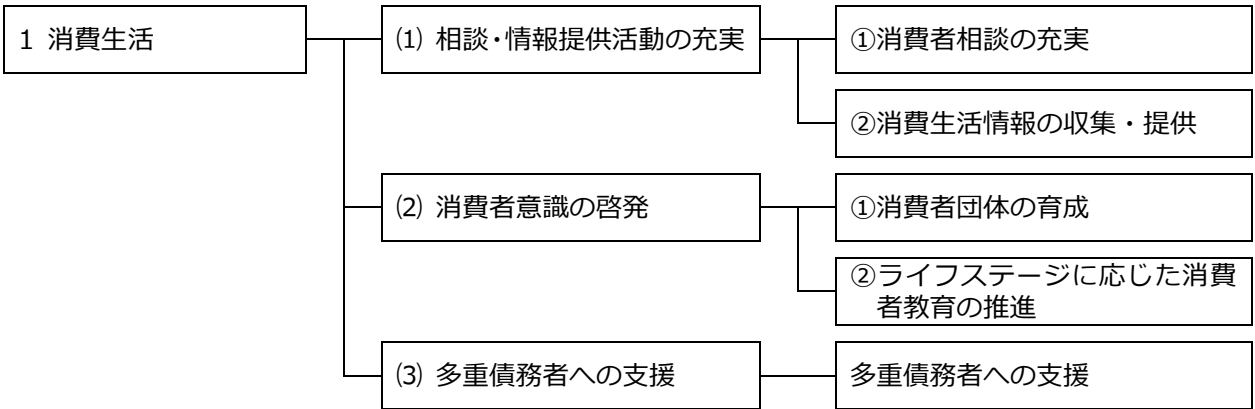 1 消費生活
⑴ 相談・情報提供活動の充実
①消費者相談の充実
②消費生活情報の収集・提供
⑵ 消費者意識の啓発
①消費者団体の育成
②ライフステージに応じた消費
者教育の推進
⑶ 多重債務者への支援
多重債務者への支援